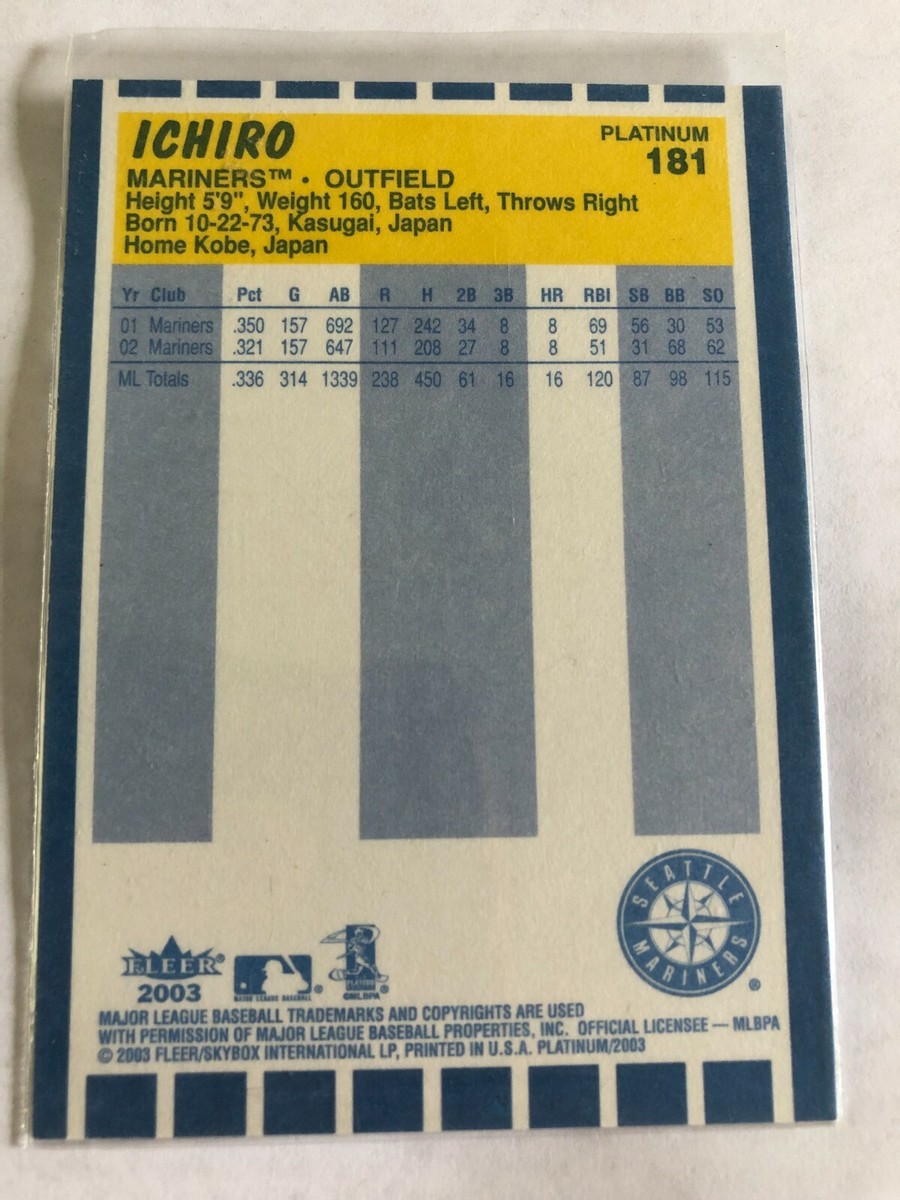 ICHIRO
PLATINUM
181
MARINERS™ • OUTFIELD
Height 5'9", Weight 160, Bats Left, Throws Right
Born 10-22-73, Kasugai, Japan
Home Kobe, Japan
Yr Club Pct G AB R H 2B 3B HR RBI SB BB SO
01 Mariners .350 157 692 127 242 34 8 8 69 56 30 53
02 Mariners .321 157 647 111 208 27 8 8 51 31 68 62
ML Totals .336 314 1339 238 450 61 16 16 120 87 98 115
SEATTLE
MARINERS
®
FLEER®
2003
MAJOR LEAGUE BASEBALL ®
PLAYERS ®
©MLBPA
MAJOR LEAGUE BASEBALL TRADEMARKS AND COPYRIGHTS ARE USED
WITH PERMISSION OF MAJOR LEAGUE BASEBALL PROPERTIES, INC. OFFICIAL LICENSEE — MLBPA
© 2003 FLEER/SKYBOX INTERNATIONAL LP, PRINTED IN U.S.A. PLATINUM/2003